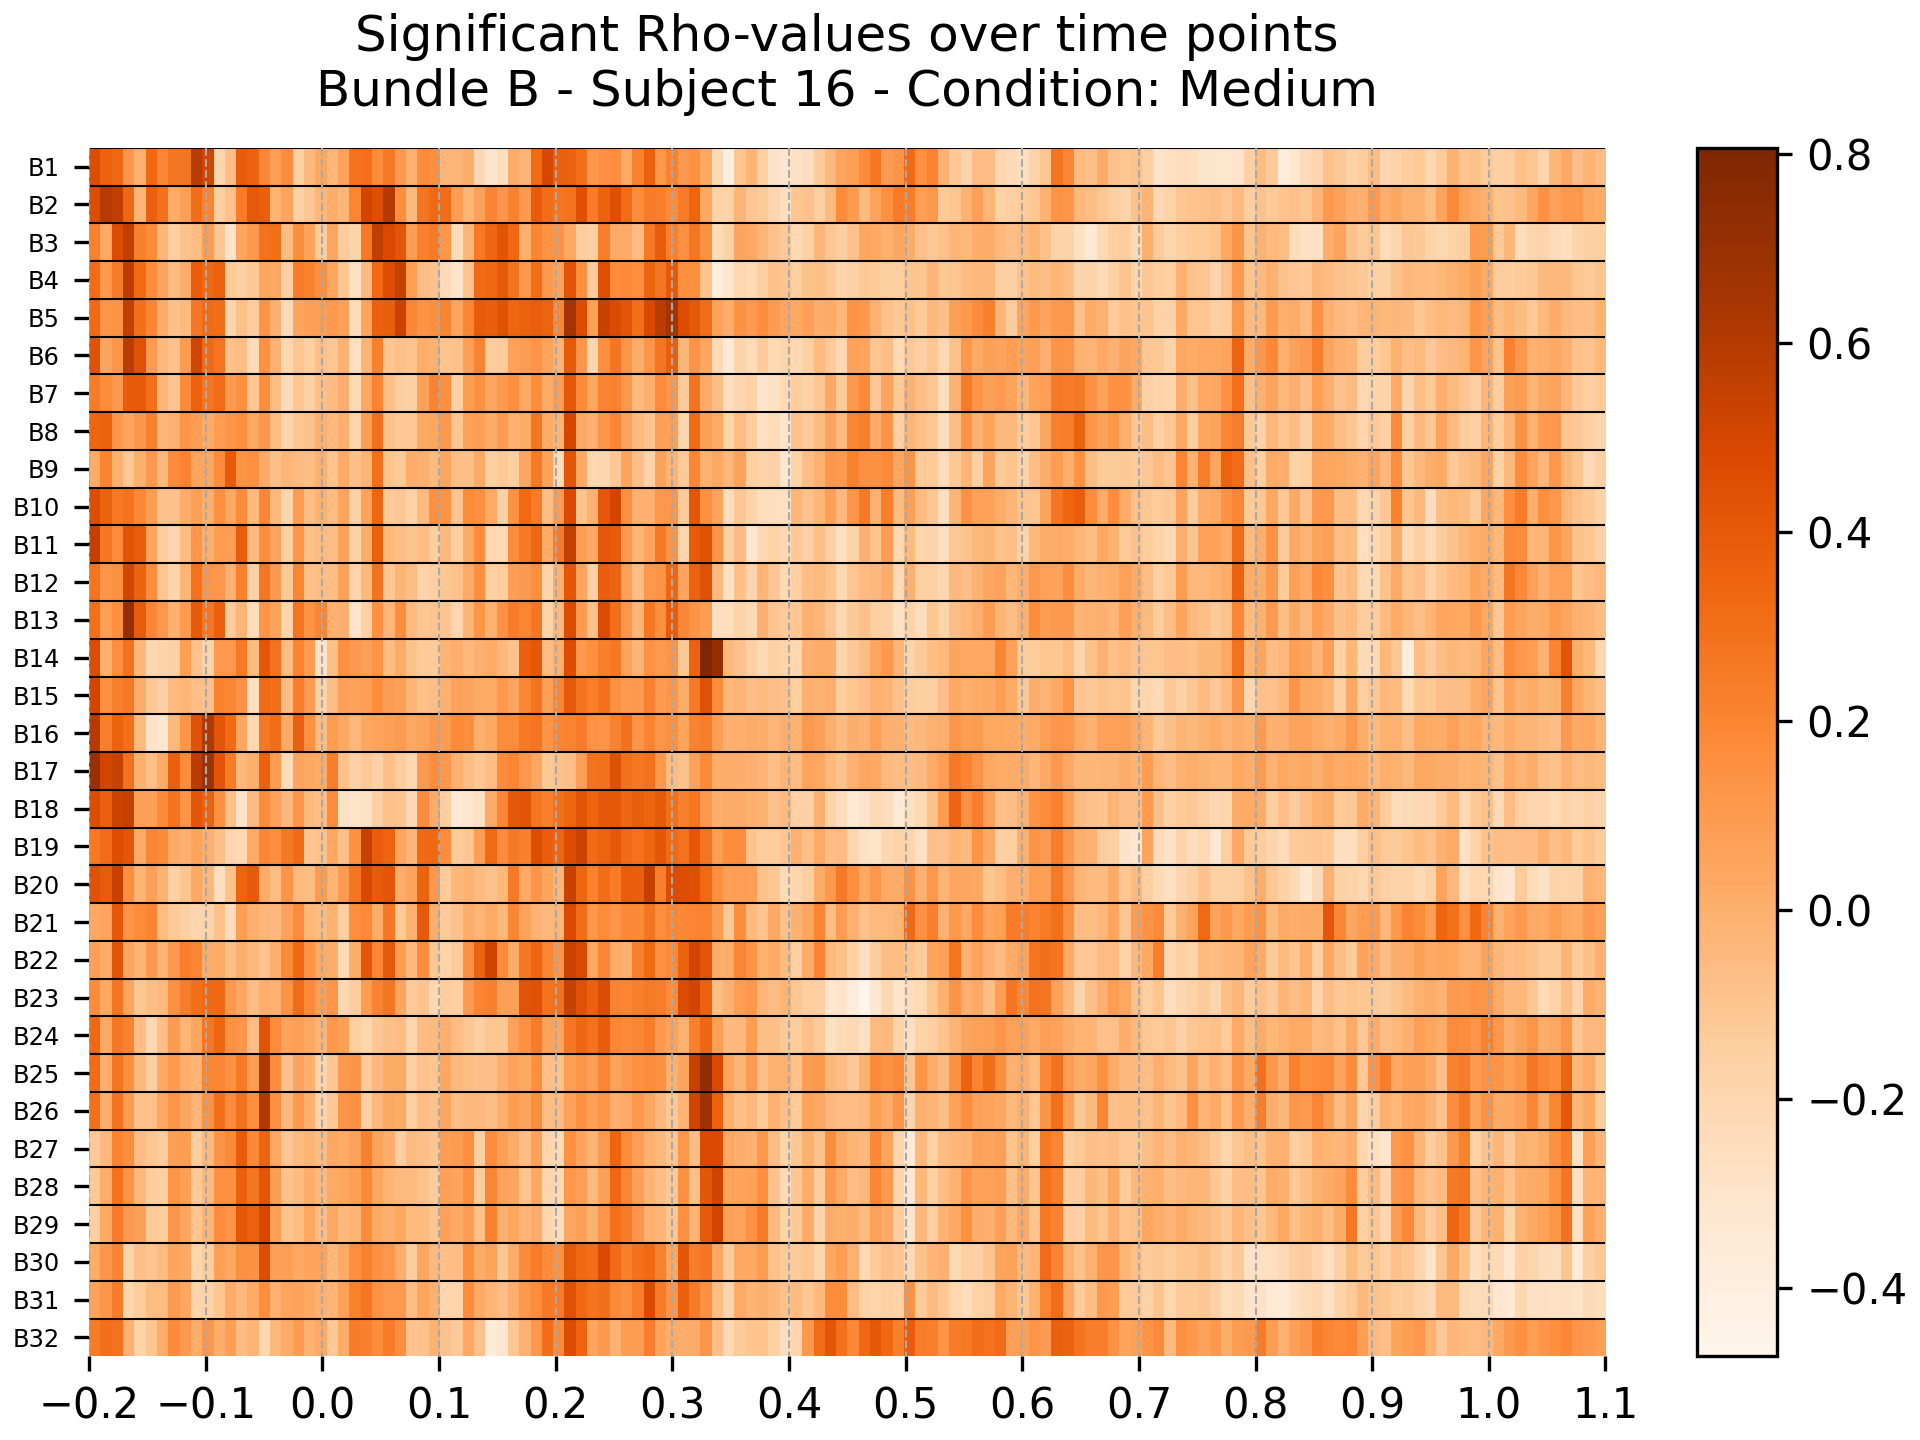 Significant Rho-values over time points
Bundle B - Subject 16 - Condition: Medium
B1
B2
B3
B4
B5
B6
B7
B8
B9
B10
B11
B12
B13
B14
B15
B16
B17
B18
B19
B20
B21
B22
B23
B24
B25
B26
B27
B28
B29
B30
B31
B32
−0.2 −0.1 0.0 0.1 0.2 0.3 0.4 0.5 0.6 0.7 0.8 0.9 1.0 1.1
0.8
0.6
0.4
0.2
0.0
−0.2
−0.4